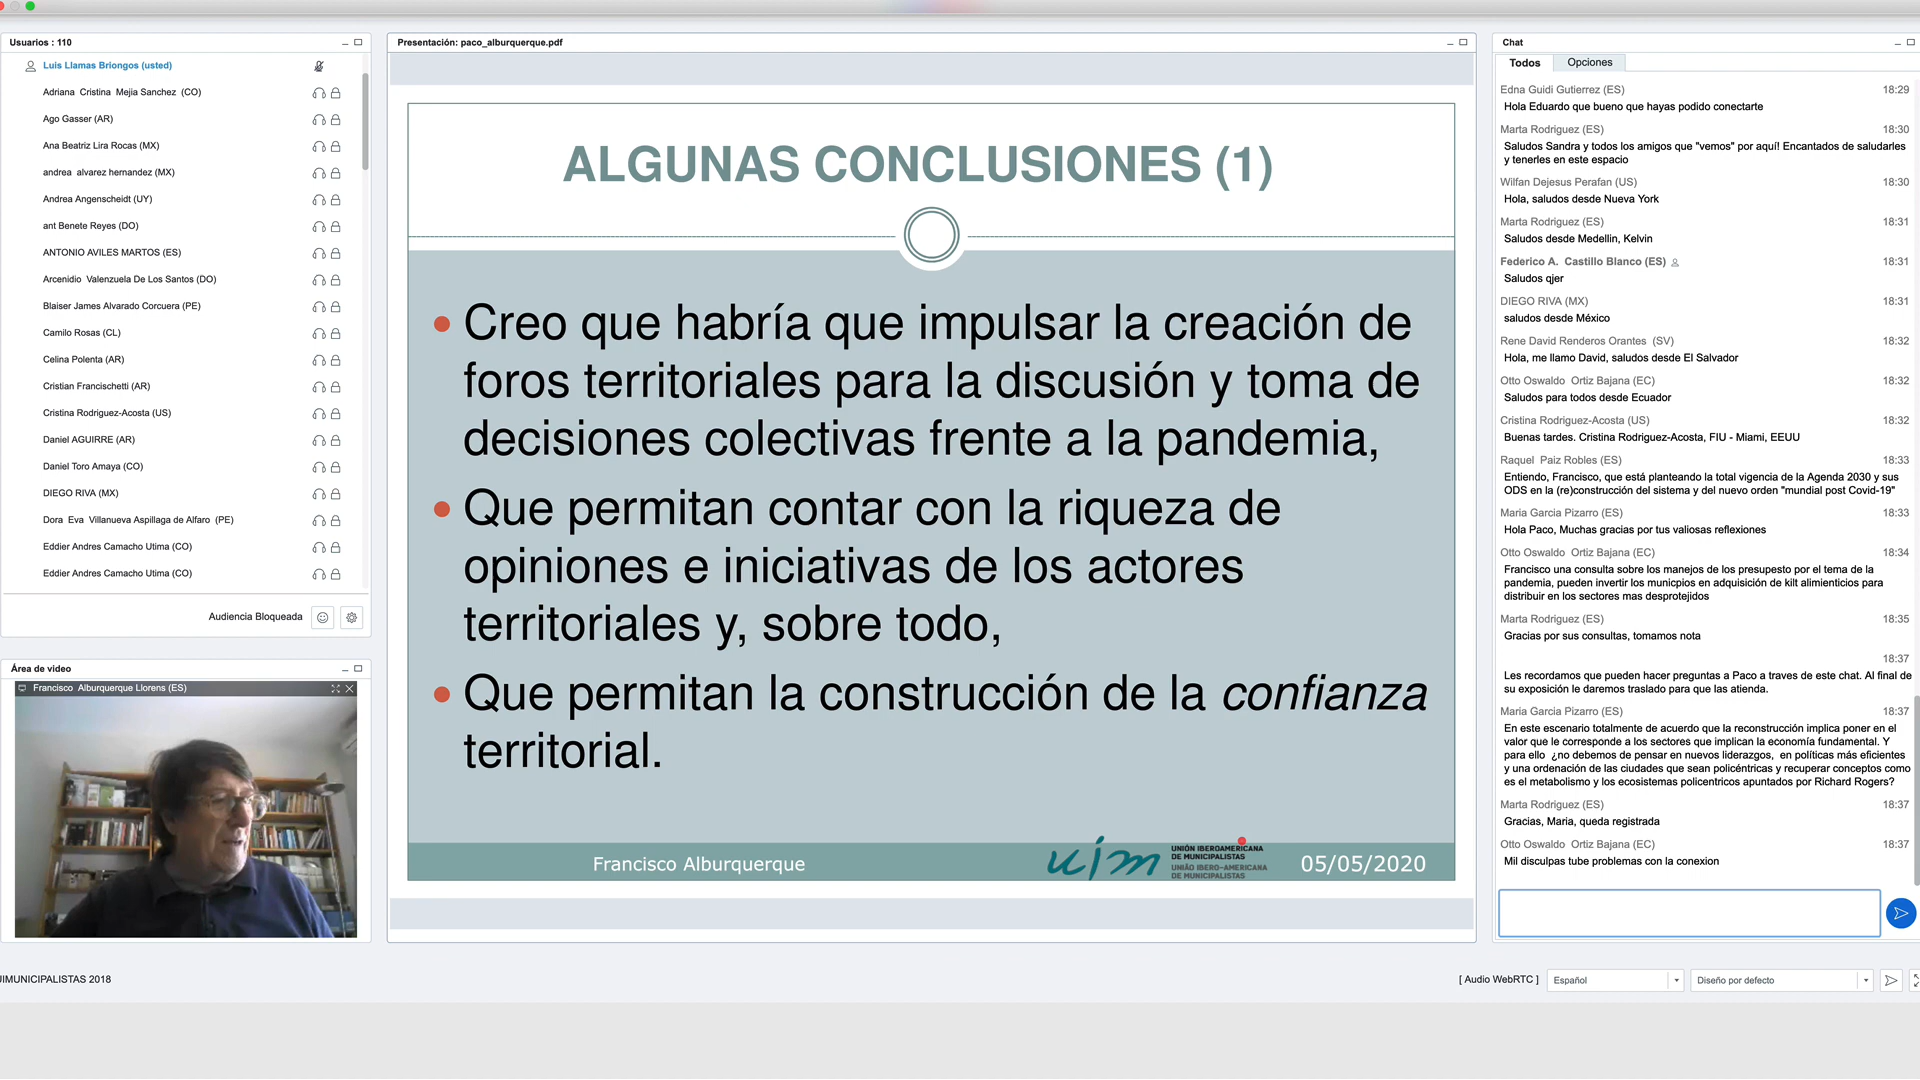 Usuarios : 110
Luis Llamas Briongos (usted)
Adriana Cristina Mejia Sanchez (CO)
Ago Gasser (AR)
Ana Beatriz Lira Rocas (MX)
andrea alvarez hernandez (MX)
Andrea Angenscheidt (UY)
ant Benete Reyes (DO)
ANTONIO AVILES MARTOS (ES)
Arcenidio Valenzuela De Los Santos (DO)
Blaiser James Alvarado Corcuera (PE)
Camilo Rosas (CL)
Celina Polenta (AR)
Cristian Francischetti (AR)
Cristina Rodriguez-Acosta (US)
Daniel AGUIRRE (AR)
Daniel Toro Amaya (CO)
DIEGO RIVA (MX)
Dora Eva Villanueva Aspillaga de Alfaro (PE)
Eddier Andres Camacho Utima (CO)
Eddier Andres Camacho Utima (CO)
Audiencia Bloqueada
Área de video
Francisco Alburquerque Llorens (ES)
Presentación: paco_alburquerque.pdf
ALGUNAS CONCLUSIONES (1)
Creo que habría que impulsar la creación de
foros territoriales para la discusión y toma de
decisiones colectivas frente a la pandemia,
Que permitan contar con la riqueza de
opiniones e iniciativas de los actores
territoriales y, sobre todo,
Que permitan la construcción de la confianza
territorial.
Francisco Alburquerque
uim
UNIÓN IBEROAMERICANA
DE MUNICIPALISTAS
UNIÃO IBERO-AMERICANA
DE MUNICIPALISTAS
05/05/2020
Chat
Todos Opciones
Edna Guidi Gutierrez (ES) 18:29
Hola Eduardo que bueno que hayas podido conectarte
Marta Rodriguez (ES) 18:30
Saludos Sandra y todos los amigos que "vemos" por aquí! Encantados de saludarles
y tenerles en este espacio
Wilfan Dejesus Perafan (US) 18:30
Hola, saludos desde Nueva York
Marta Rodriguez (ES) 18:31
Saludos desde Medellin, Kelvin
Federico A. Castillo Blanco (ES) 18:31
Saludos qjer
DIEGO RIVA (MX) 18:31
saludos desde México
Rene David Renderos Orantes (SV) 18:32
Hola, me llamo David, saludos desde El Salvador
Otto Oswaldo Ortiz Bajana (EC) 18:32
Saludos para todos desde Ecuador
Cristina Rodriguez-Acosta (US) 18:32
Buenas tardes. Cristina Rodriguez-Acosta, FIU - Miami, EEUU
Raquel Paiz Robles (ES) 18:33
Entiendo, Francisco, que está planteando la total vigencia de la Agenda 2030 y sus
ODS en la (re)construcción del sistema y del nuevo orden "mundial post Covid-19"
Maria Garcia Pizarro (ES) 18:33
Hola Paco, Muchas gracias por tus valiosas reflexiones
Otto Oswaldo Ortiz Bajana (EC) 18:34
Francisco una consulta sobre los manejos de los presupesto por el tema de la
pandemia, pueden invertir los municpios en adquisición de kilt alimienticios para
distribuir en los sectores mas desprotejidos
Marta Rodriguez (ES) 18:35
Gracias por sus consultas, tomamos nota
18:37
Les recordamos que pueden hacer preguntas a Paco a traves de este chat. Al final de
su exposición le daremos traslado para que las atienda.
Maria Garcia Pizarro (ES) 18:37
En este escenario totalmente de acuerdo que la reconstrucción implica poner en el
valor que le corresponde a los sectores que implican la economía fundamental. Y
para ello ¿no debemos de pensar en nuevos liderazgos, en políticas más eficientes
y una ordenación de las ciudades que sean policéntricas y recuperar conceptos como
es el metabolismo y los ecosistemas policentricos apuntados por Richard Rogers?
Marta Rodriguez (ES) 18:37
Gracias, Maria, queda registrada
Otto Oswaldo Ortiz Bajana (EC) 18:37
Mil disculpas tube problemas con la conexion
UIMUNICIPALISTAS 2018
[ Audio WebRTC ] Español Diseño por defecto